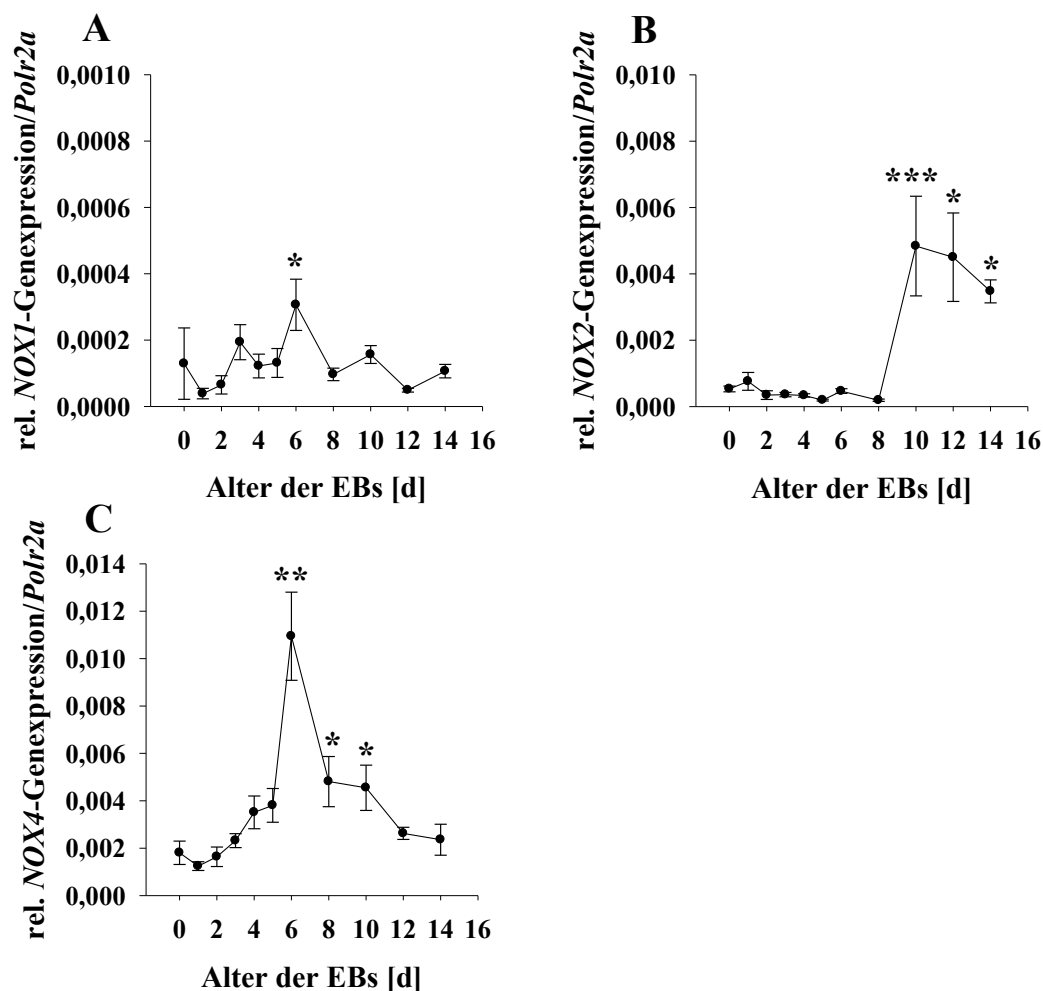 A
rel. NOX1-Genexpression/Polr2a
0,0010
0,0008
0,0006
0,0004
0,0002
0,0000
*
0 2 4 6 8 10 12 14 16
Alter der EBs [d]
B
rel. NOX2-Genexpression/Polr2a
0,010
0,008
0,006
0,004
0,002
0,000
***
*
*
0 2 4 6 8 10 12 14 16
Alter der EBs [d]
C
rel. NOX4-Genexpression/Polr2a
0,014
0,012
0,010
0,008
0,006
0,004
0,002
0,000
**
* *
0 2 4 6 8 10 12 14 16
Alter der EBs [d]